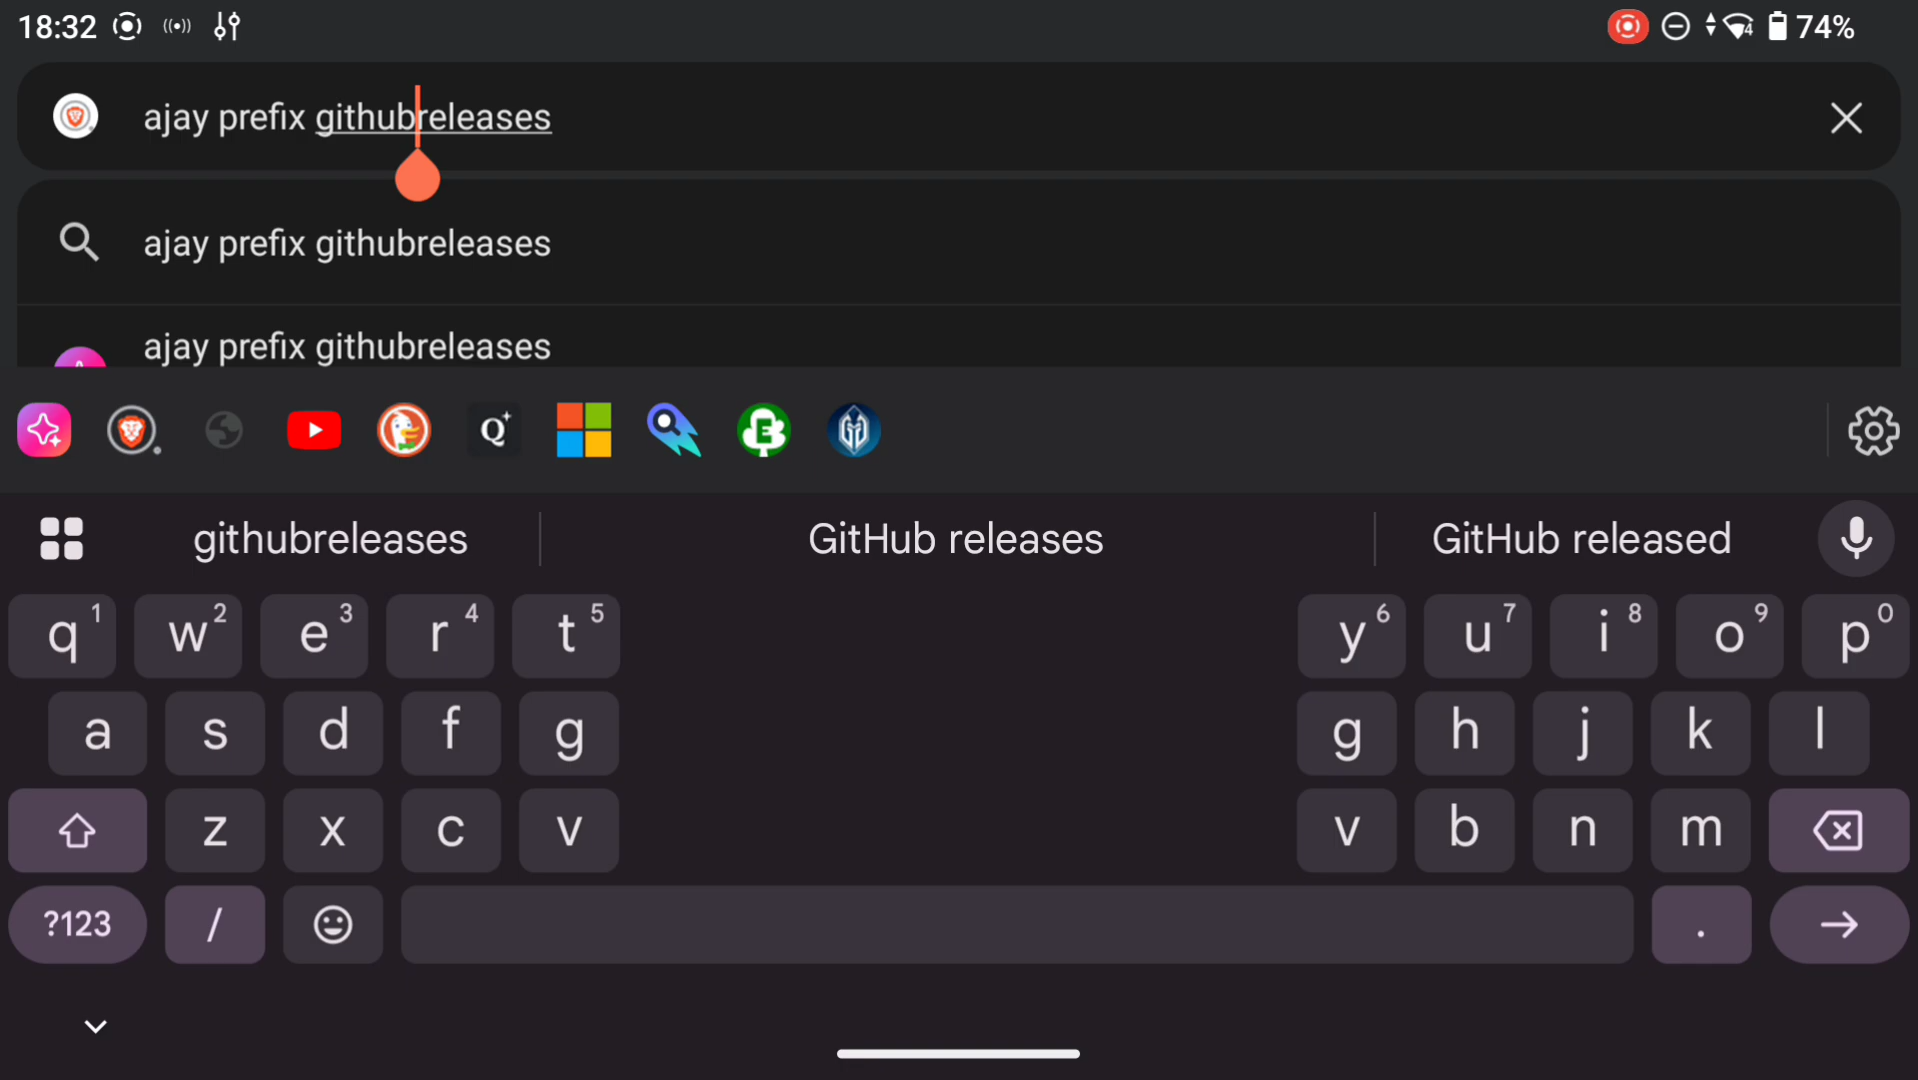 18:32
4 74%
ajay prefix githubreleases
ajay prefix githubreleases
ajay prefix githubreleases
Q E
githubreleases GitHub releases GitHub released
q 1 w 2 e 3 r 4 t 5 y 6 u 7 i 8 o 9 p 0
a s d f g g h j k l
z x c v v b n m
?123 / .